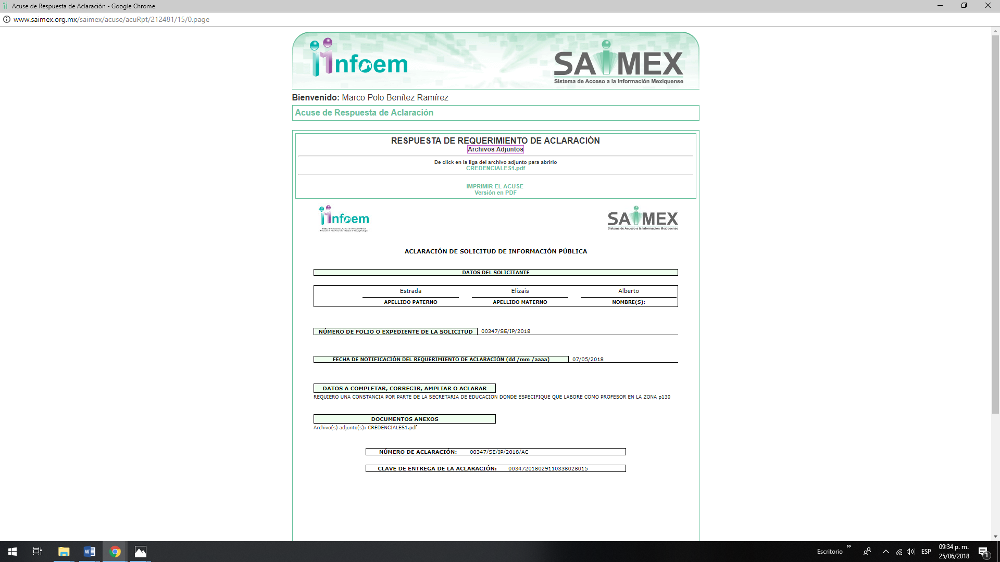 Acuse de Respuesta de Aclaración - Google Chrome
www.saimex.org.mx/saimex/acuse/acuRpt/212481/15/0.page
infoem
SAIMEX
Sistema de Acceso a la Información Mexiquense
Bienvenido: Marco Polo Benítez Ramírez
Acuse de Respuesta de Aclaración
RESPUESTA DE REQUERIMIENTO DE ACLARACIÓN
Archivos Adjuntos
De click en la liga del archivo adjunto para abrirlo
CREDENCIALES1.pdf
IMPRIMIR EL ACUSE
Versión en PDF
infoem
SAIMEX
Sistema de Acceso a la Información Mexiquense
ACLARACIÓN DE SOLICITUD DE INFORMACIÓN PÚBLICA
DATOS DEL SOLICITANTE
Estrada Elizais Alberto
APELLIDO PATERNO APELLIDO MATERNO NOMBRE(S):
NÚMERO DE FOLIO O EXPEDIENTE DE LA SOLICITUD 00347/SE/IP/2018
FECHA DE NOTIFICACIÓN DEL REQUERIMIENTO DE ACLARACIÓN (dd /mm /aaaa) 07/05/2018
DATOS A COMPLETAR, CORREGIR, AMPLIAR O ACLARAR
REQUIERO UNA CONSTANCIA POR PARTE DE LA SECRETARIA DE EDUCACION DONDE ESPECIFIQUE QUE LABORE COMO PROFESOR EN LA ZONA p130
DOCUMENTOS ANEXOS
Archivo(s) adjunto(s): CREDENCIALES1.pdf
NÚMERO DE ACLARACIÓN: 00347/SE/IP/2018/AC
CLAVE DE ENTREGA DE LA ACLARACIÓN: 003472018029110338028015
Escritorio
ESP
09:34 p. m.
25/06/2018
1